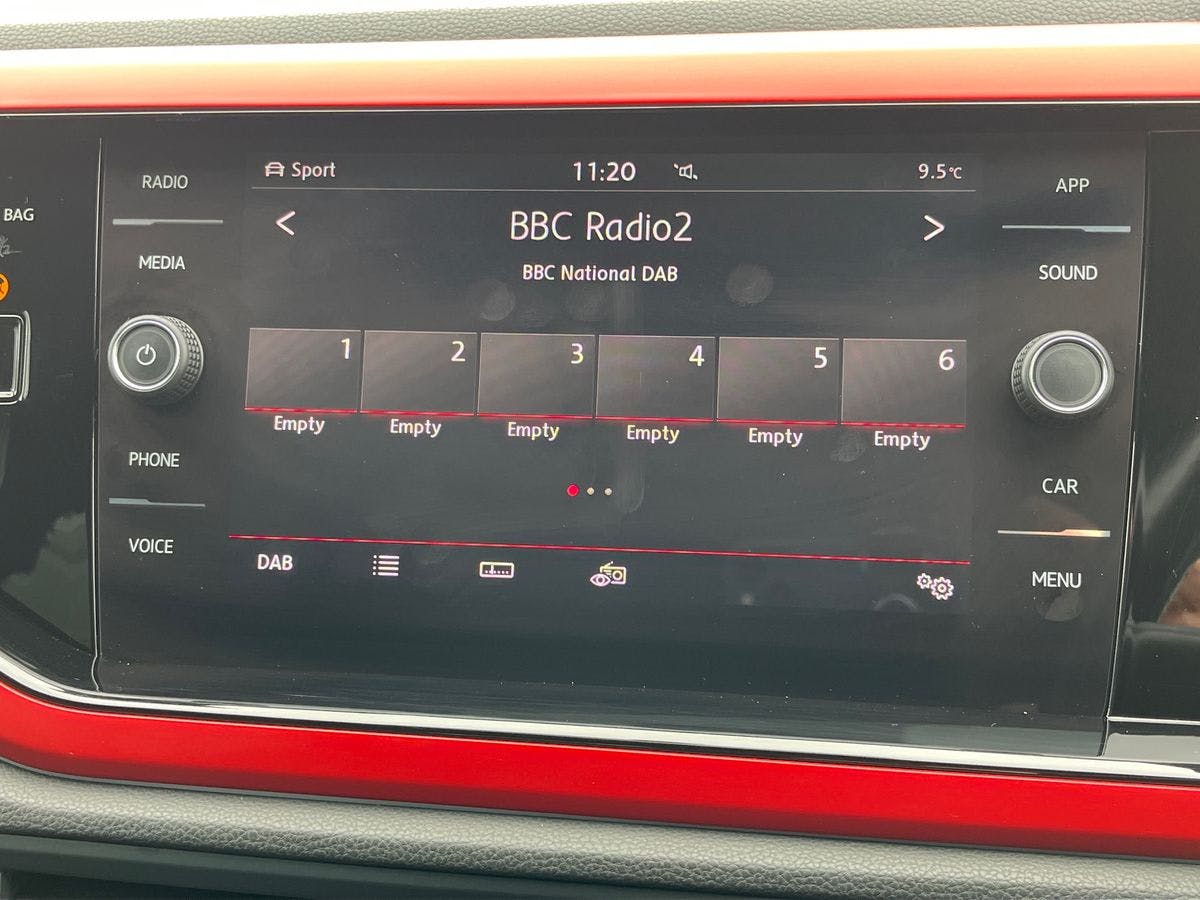 BAG
RADIO
MEDIA
PHONE
VOICE
Sport 11:20 9.5°C
< BBC Radio2 >
BBC National DAB
1 2 3 4 5 6
Empty Empty Empty Empty Empty Empty
DAB
APP
SOUND
CAR
MENU